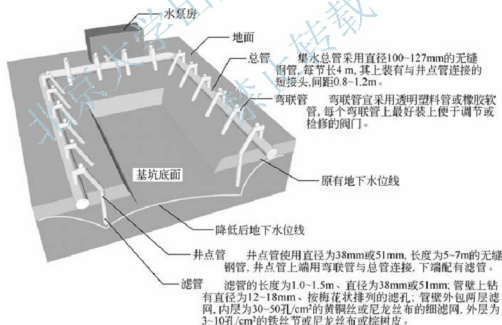 水泵房
地面
总管 集水总管采用直径100~127mm的无缝
钢管,每节长4 m,其上装有与井点管连接的
短接头,间距0.8~1.2m。
弯联管 弯联管宜采用透明塑料管或橡胶软
管,每个弯联管上最好装上便于调节或
检修的阀门。
基坑底面
原有地下水位线
降低后地下水位线
井点管 井点管使用直径为38mm或51mm,长度为5~7m的无缝
钢管,井点管上端用弯联管与总管连接,下端配有滤管。
滤管 滤管的长度为1.0~1.5m、直径为38mm或51mm;管壁上钻
有直径为12~18mm、按梅花状排列的滤孔;管壁外包两层滤
网,内层为30~50孔/cm²的黄铜丝或尼龙丝布的细滤网,外层为
3~10孔/cm²的铁丝节或尼龙丝布或棕树皮。
北京大学
禁止转载